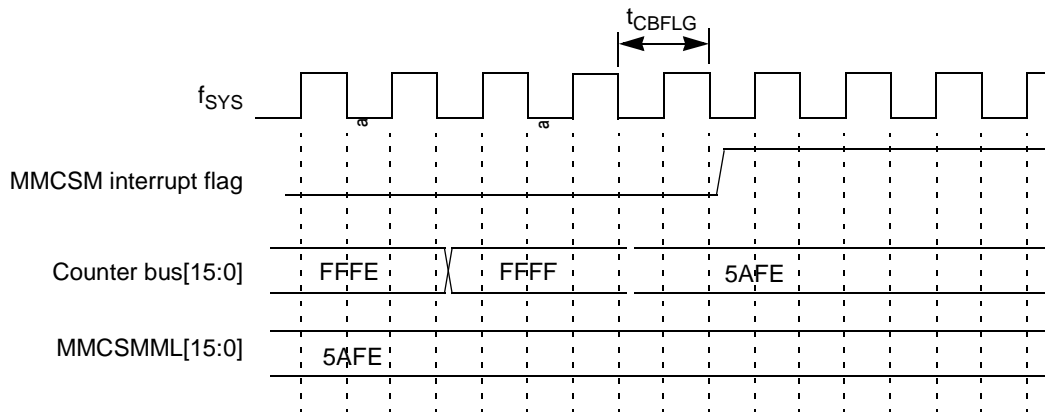 tCBFLG
fSYS
a a
MMCSM interrupt flag
Counter bus[15:0] FFFE FFFF 5AFE
MMCSMML[15:0] 5AFE